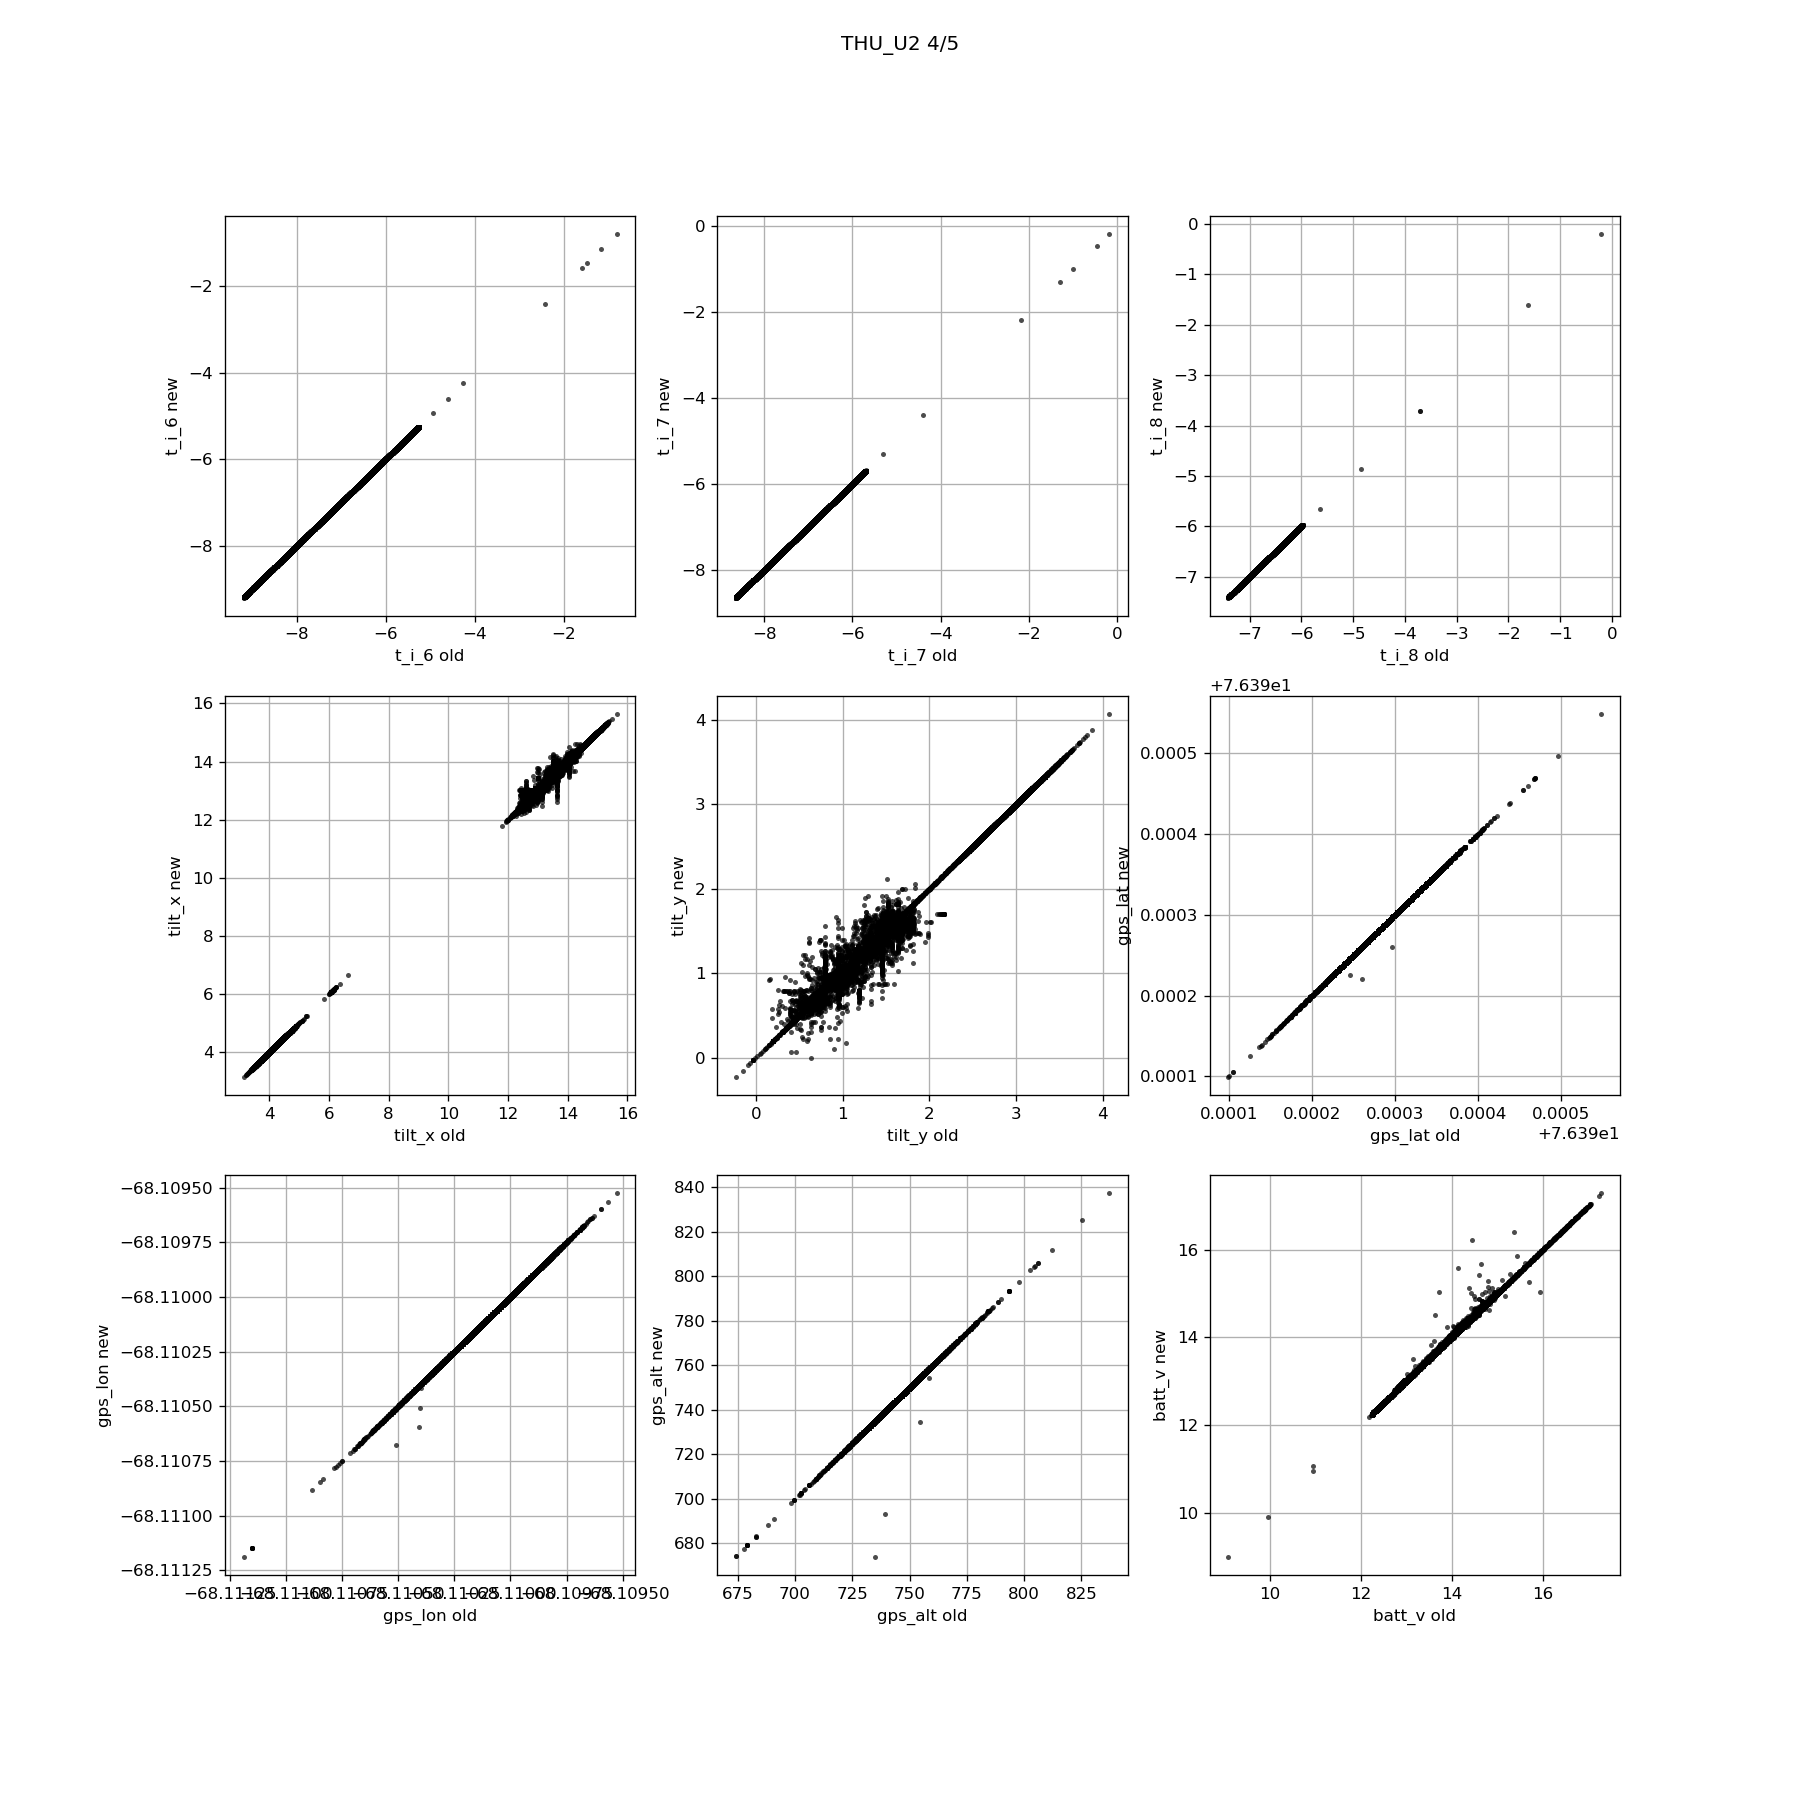 THU_U2 4/5
t_i_6 new
−2
−4
−6
−8
−8 −6 −4 −2
t_i_6 old
t_i_7 new
0
−2
−4
−6
−8
−8 −6 −4 −2 0
t_i_7 old
t_i_8 new
0
−1
−2
−3
−4
−5
−6
−7
−7 −6 −5 −4 −3 −2 −1 0
t_i_8 old
tilt_x new
16
14
12
10
8
6
4
4 6 8 10 12 14 16
tilt_x old
tilt_y new
4
3
2
1
0
0 1 2 3 4
tilt_y old
+7.639e1
gps_lat new
0.0005
0.0004
0.0003
0.0002
0.0001
0.0001 0.0002 0.0003 0.0004 0.0005
gps_lat old
+7.639e1
gps_lon new
−68.10950
−68.10975
−68.11000
−68.11025
−68.11050
−68.11075
−68.11100
−68.11125
gps_lon old
gps_alt new
840
820
800
780
760
740
720
700
680
675 700 725 750 775 800 825
gps_alt old
batt_v new
16
14
12
10
10 12 14 16
batt_v old